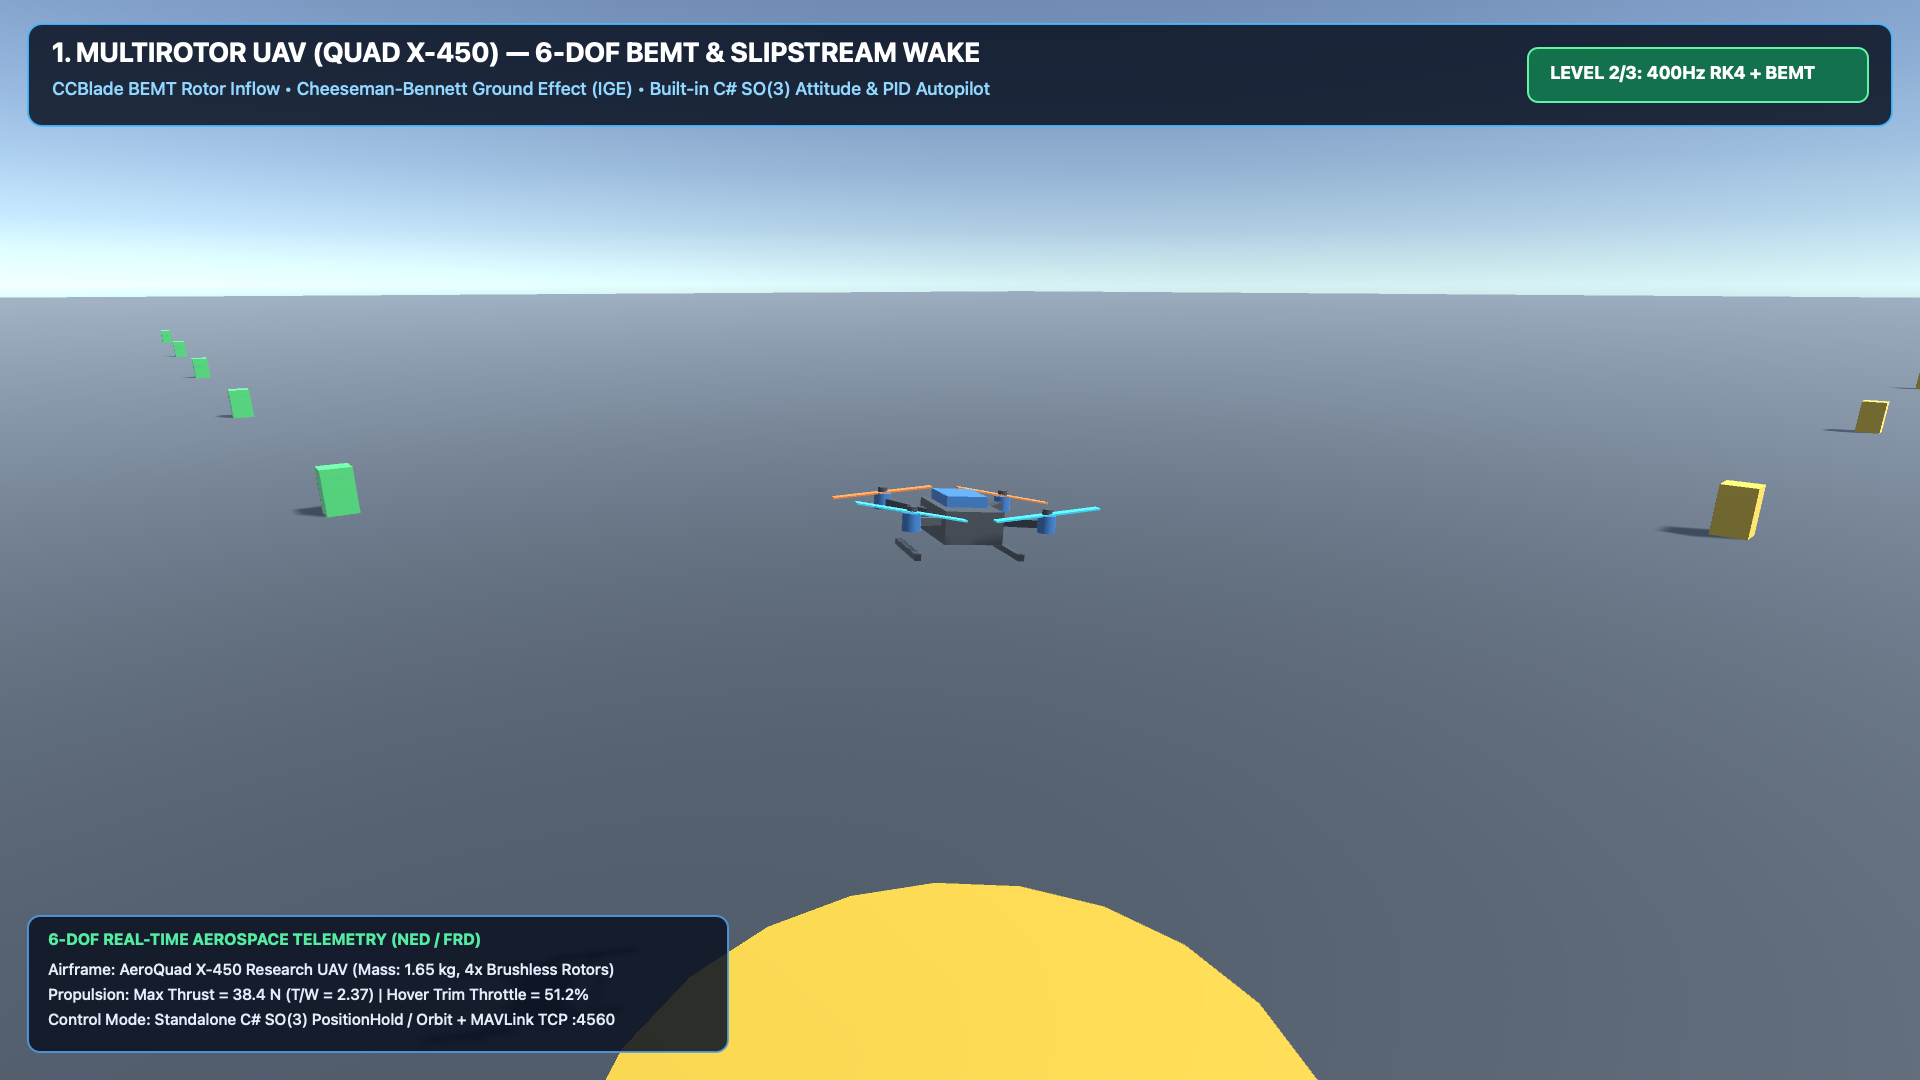 1. MULTIROTOR UAV (QUAD X-450) — 6-DOF BEMT & SLIPSTREAM WAKE
CCBlade BEMT Rotor Inflow • Cheeseman-Bennett Ground Effect (IGE) • Built-in C# SO(3) Attitude & PID Autopilot
LEVEL 2/3: 400Hz RK4 + BEMT
6-DOF REAL-TIME AEROSPACE TELEMETRY (NED / FRD)
Airframe: AeroQuad X-450 Research UAV (Mass: 1.65 kg, 4x Brushless Rotors)
Propulsion: Max Thrust = 38.4 N (T/W = 2.37) | Hover Trim Throttle = 51.2%
Control Mode: Standalone C# SO(3) PositionHold / Orbit + MAVLink TCP :4560